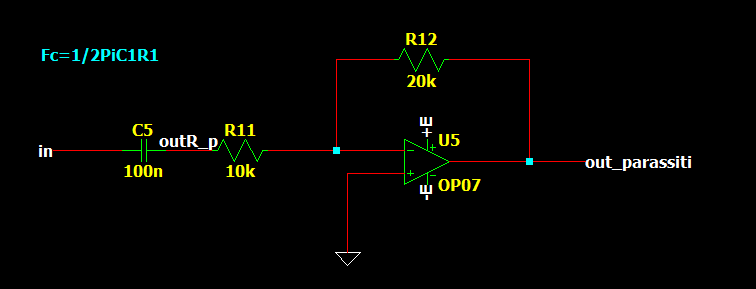 R12
Fc=1/2PiC1R1
20k
E+
C5
outR_p
R11
U5
in
-
+
out_parassiti
100n
10k
+
-
OP07
E-